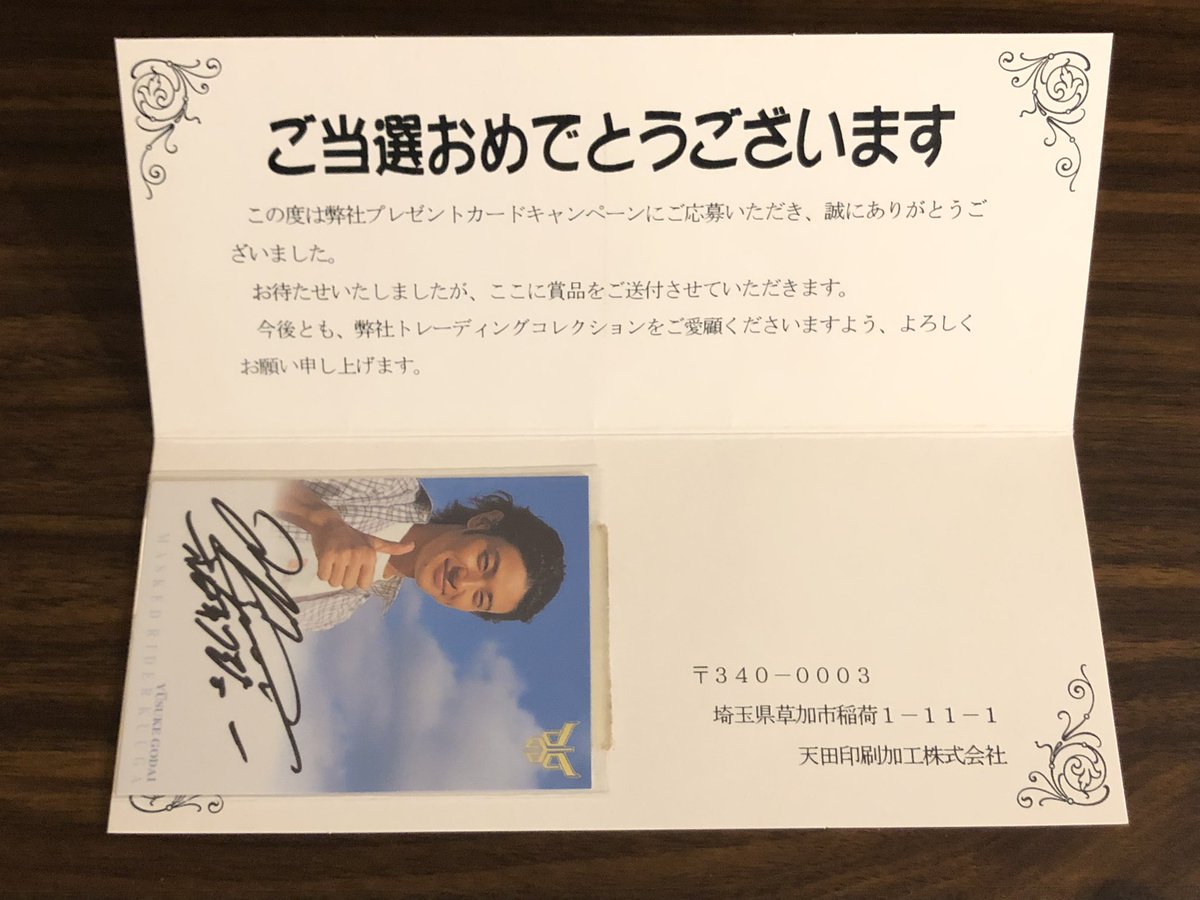 ご当選おめでとうございます
この度は弊社プレゼントカードキャンペーンにご応募いただき、誠にありがとうご
ざいました。
お待たせいたしましたが、ここに賞品をご送付させていただきます。
今後とも、弊社トレーディングコレクションをご愛顧くださいますよう、よろしく
お願い申し上げます。
MASKED RIDER KUUGA
YUSUKE GODAI
〒340－0003
埼玉県草加市稲荷1－11－1
天田印刷加工株式会社